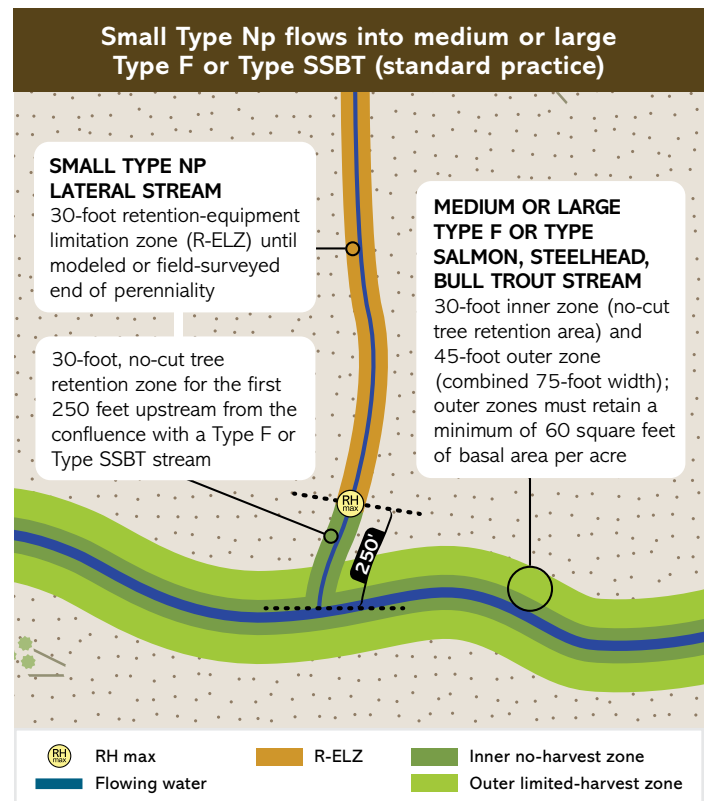 Small Type Np flows into medium or large
Type F or Type SSBT (standard practice)
SMALL TYPE NP
LATERAL STREAM
30-foot retention-equipment
limitation zone (R-ELZ) until
modeled or field-surveyed
end of perenniality
30-foot, no-cut tree
retention zone for the first
250 feet upstream from the
confluence with a Type F or
Type SSBT stream
MEDIUM OR LARGE
TYPE F OR TYPE
SALMON, STEELHEAD,
BULL TROUT STREAM
30-foot inner zone (no-cut
tree retention area) and
45-foot outer zone
(combined 75-foot width);
outer zones must retain a
minimum of 60 square feet
of basal area per acre
RH
max
250'
RH
max
RH max
R-ELZ
Inner no-harvest zone
Flowing water
Outer limited-harvest zone